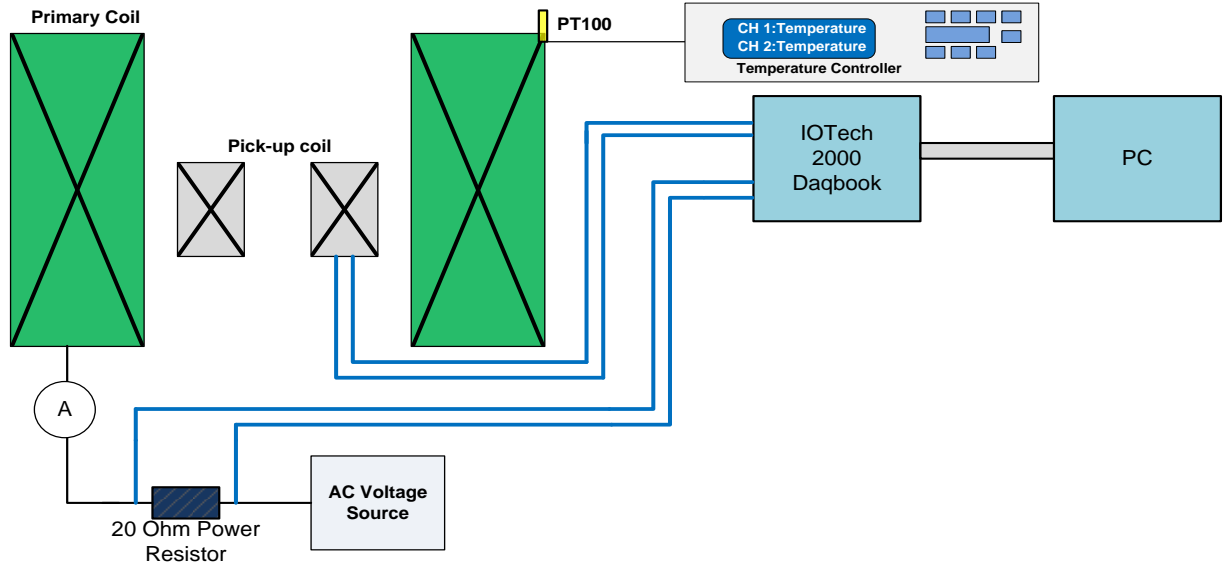 Primary Coil
PT100
CH 1:Temperature
CH 2:Temperature
Temperature Controller
Pick-up coil
IOTech
2000
Daqbook
PC
A
AC Voltage
Source
20 Ohm Power
Resistor